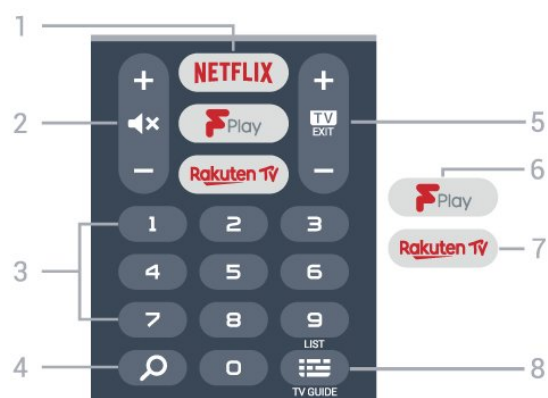 1
NETFLIX
+ +
2
F Play
TV
EXIT
5
6
- -
Rakuten TV
F Play
1 2 3
Rakuten TV
7
3
4 5 6
7 8 9
LIST
4
0
8
TV GUIDE